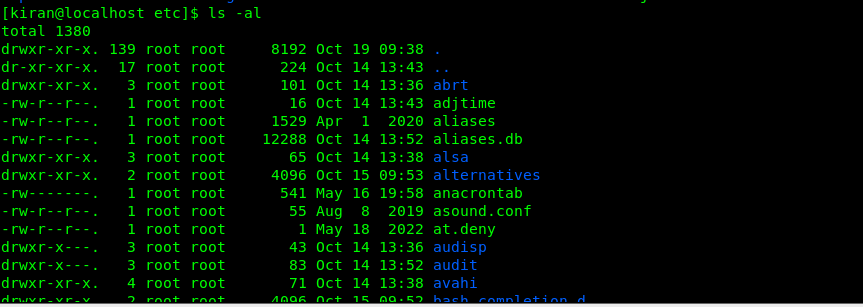 [kiran@localhost etc]$ ls -al
total 1380
drwxr-xr-x. 139 root root     8192 Oct 19 09:38 .
dr-xr-xr-x.  17 root root      224 Oct 14 13:43 ..
drwxr-xr-x.   3 root root      101 Oct 14 13:36 abrt
-rw-r--r--.   1 root root       16 Oct 14 13:43 adjtime
-rw-r--r--.   1 root root     1529 Apr  1  2020 aliases
-rw-r--r--.   1 root root    12288 Oct 14 13:52 aliases.db
drwxr-xr-x.   3 root root       65 Oct 14 13:38 alsa
drwxr-xr-x.   2 root root     4096 Oct 15 09:53 alternatives
-rw-------.   1 root root      541 May 16 19:58 anacrontab
-rw-r--r--.   1 root root       55 Aug  8  2019 asound.conf
-rw-r--r--.   1 root root        1 May 18  2022 at.deny
drwxr-x---.   3 root root       43 Oct 14 13:36 audisp
drwxr-x---.   3 root root       83 Oct 14 13:52 audit
drwxr-xr-x.   4 root root       71 Oct 14 13:38 avahi
drwxr-xr-x.   2 root root     4096 Oct 15 09:52 bash_completion.d